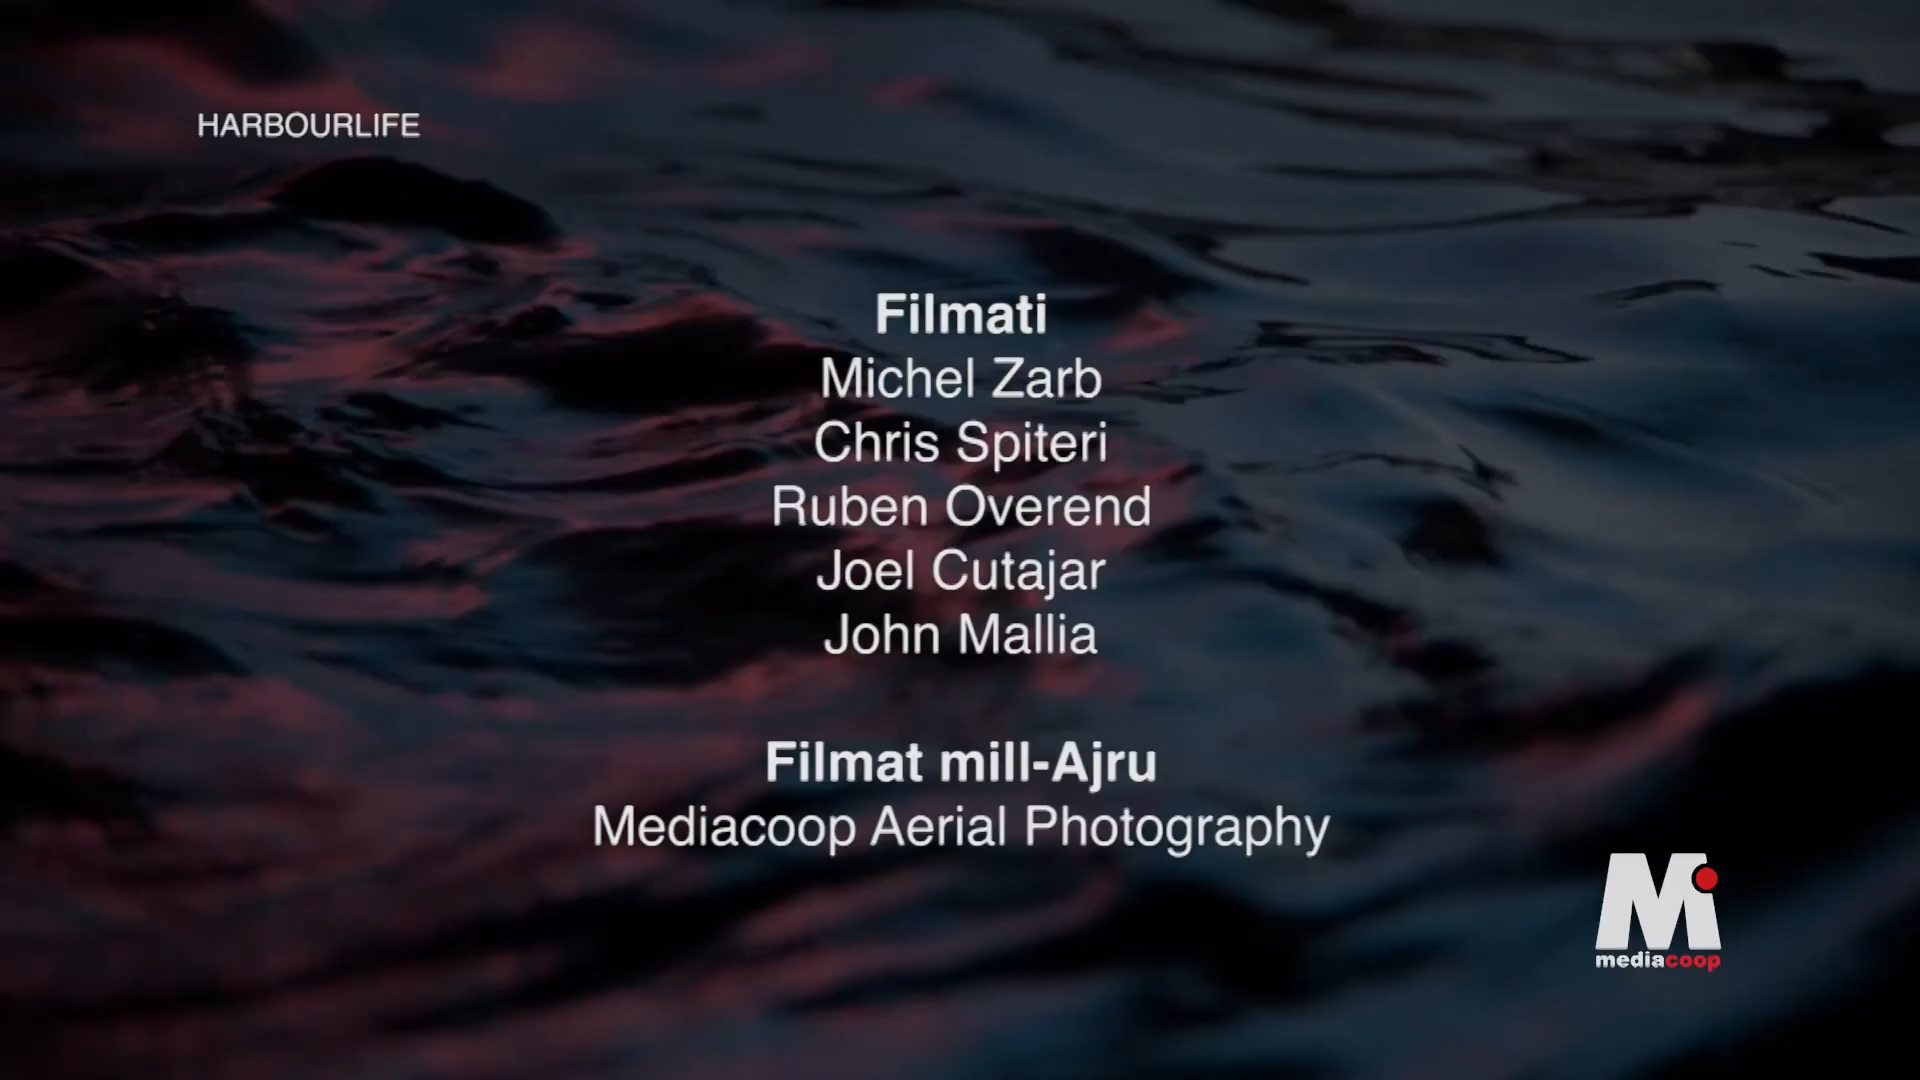 HARBOURLIFE
Filmati
Michel Zarb
Chris Spiteri
Ruben Overend
Joel Cutajar
John Mallia
Filmat mill-Ajru
Mediacoop Aerial Photography
M
mediacoop